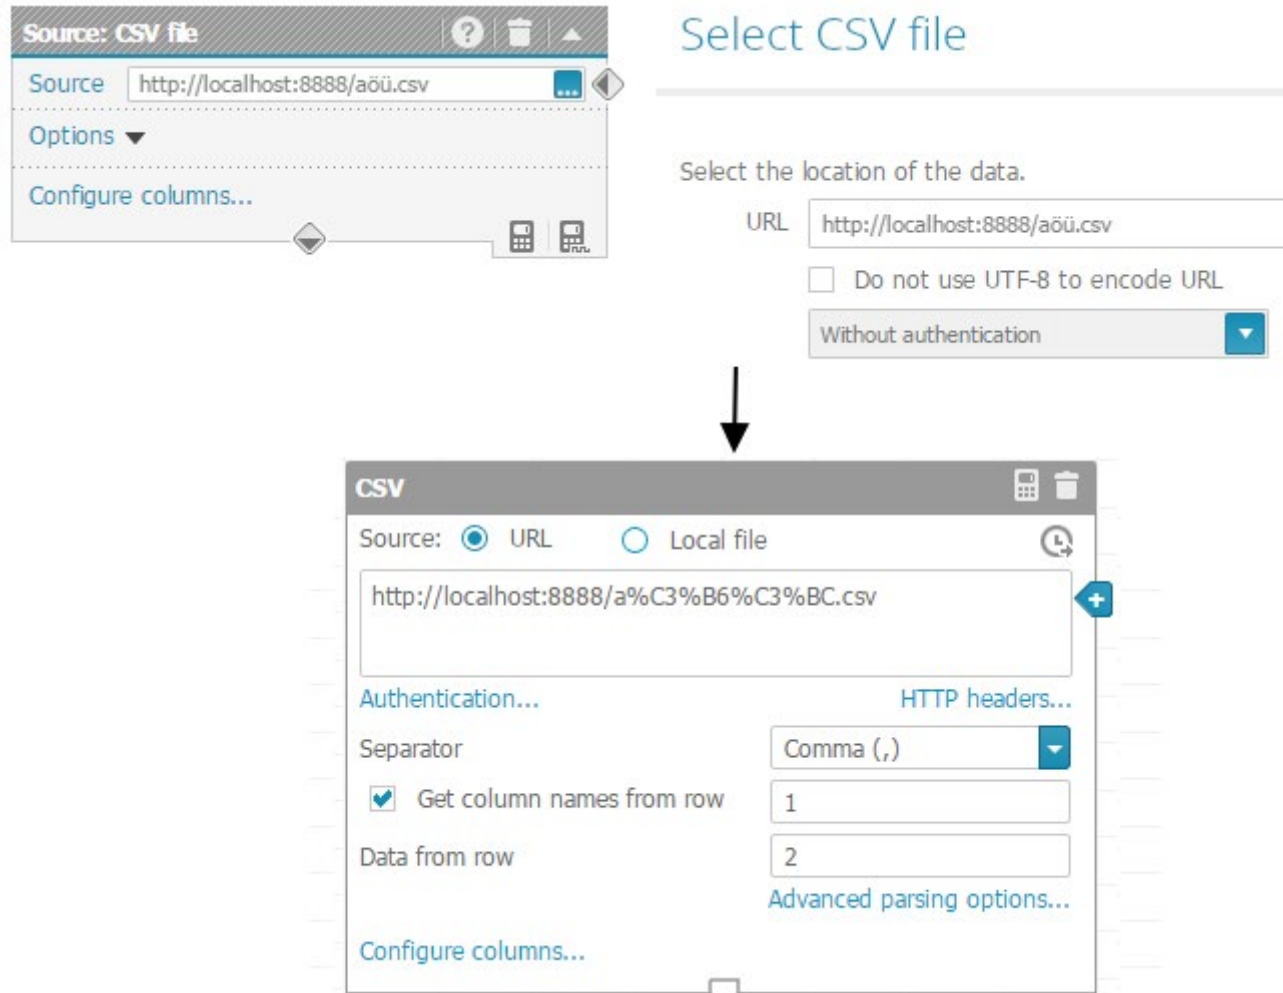 Source: CSV file
Source http://localhost:8888/aöü.csv ...
Options
Configure columns...
Select CSV file
Select the location of the data.
URL http://localhost:8888/aöü.csv
Do not use UTF-8 to encode URL
Without authentication
CSV
Source: URL Local file
http://localhost:8888/a%C3%B6%C3%BC.csv
Authentication... HTTP headers...
Separator Comma (,)
Get column names from row 1
Data from row 2
Advanced parsing options...
Configure columns...